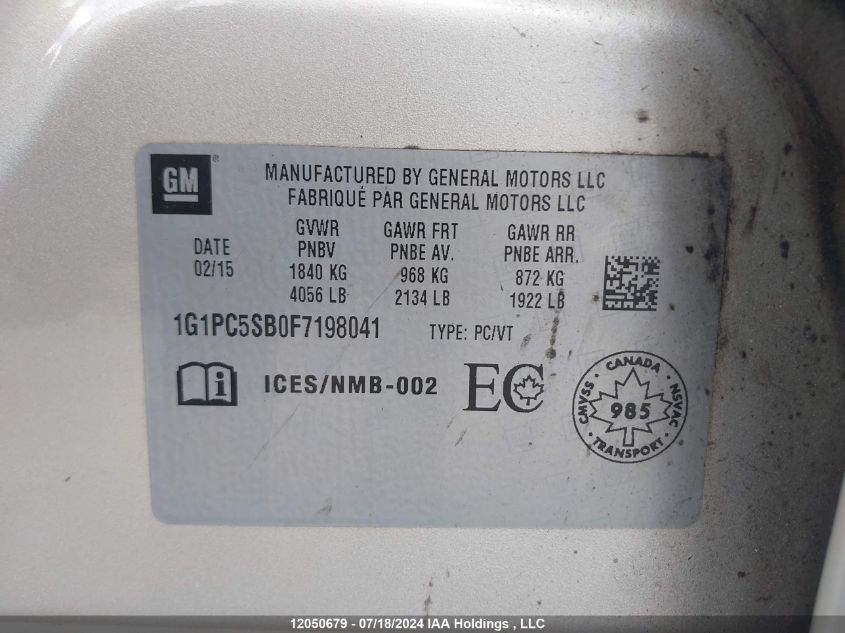 GM®
MANUFACTURED BY GENERAL MOTORS LLC
FABRIQUÉ PAR GENERAL MOTORS LLC
DATE
02/15
GVWR
PNBV
1840 KG
4056 LB
GAWR FRT
PNBE AV.
968 KG
2134 LB
GAWR RR
PNBE ARR.
872 KG
1922 LB
1G1PC5SB0F7198041 TYPE: PC/VT
i ICES/NMB-002 EC
CANADA
CMVSS · 985 · NSVAC
· TRANSPORT ·
12050679 - 07/18/2024 IAA Holdings , LLC